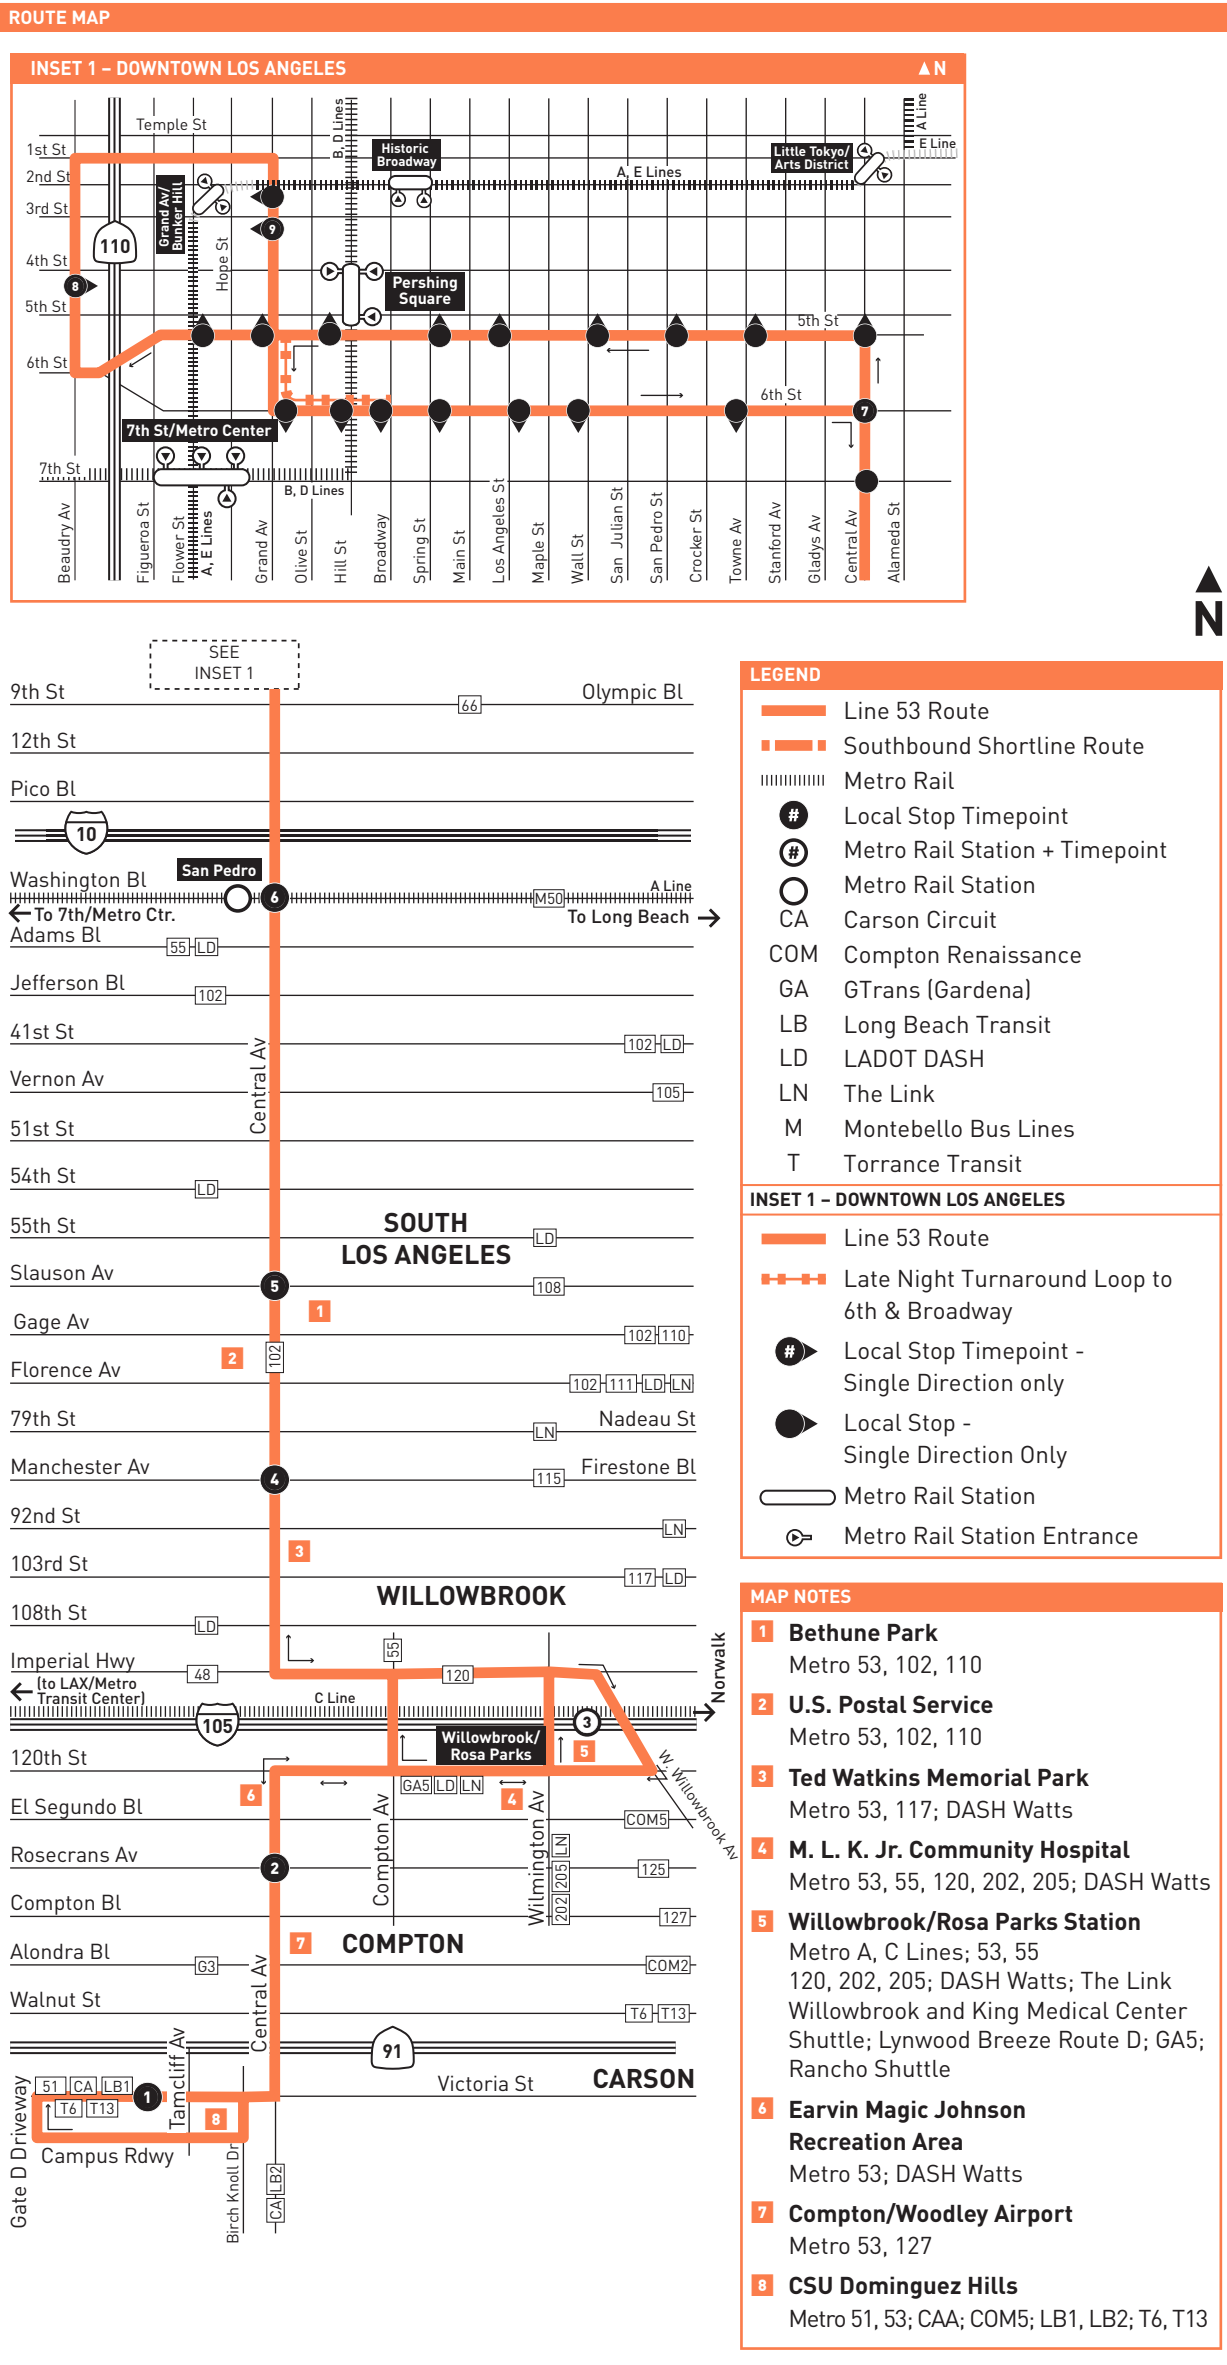 ROUTE MAP
INSET 1 – DOWNTOWN LOS ANGELES
N
Temple St
1st St
2nd St
3rd St
4th St
5th St
6th St
7th St
110
Grand Av/
Bunker Hill
Hope St
B, D Lines
Historic
Broadway
A, E Lines
Little Tokyo/
Arts District
A Line
E Line
9
8
Pershing
Square
5th St
6th St
7
7th St/Metro Center
B, D Lines
A, E Lines
Beaudry Av
Figueroa St
Flower St
Grand Av
Olive St
Hill St
Broadway
Spring St
Main St
Los Angeles St
Maple St
Wall St
San Julian St
San Pedro St
Crocker St
Towne Av
Stanford Av
Gladys Av
Central Av
Alameda St
N
SEE
INSET 1
9th St
66
Olympic Bl
12th St
Pico Bl
10
San Pedro
Washington Bl
6
M50
A Line
To 7th/Metro Ctr.
To Long Beach
Adams Bl
55 LD
Jefferson Bl
102
41st St
102 LD
Central Av
Vernon Av
105
51st St
54th St
LD
55th St
LD
SOUTH
LOS ANGELES
Slauson Av
5
108
1
Gage Av
102 110
2
102
Florence Av
102 111 LD LN
79th St
LN
Nadeau St
Manchester Av
4
115
Firestone Bl
92nd St
LN
3
103rd St
117 LD
WILLOWBROOK
108th St
LD
Imperial Hwy
48
55
120
(to LAX/Metro
Transit Center)
C Line
Norwalk
105
3
Willowbrook/
Rosa Parks
5
120th St
GA5 LD LN
4
6
W. Willowbrook Av
El Segundo Bl
COM5
Compton Av
Wilmington Av
202 205 LN
Rosecrans Av
2
125
Compton Bl
127
7
COMPTON
Alondra Bl
G3
COM2
Central Av
Walnut St
T6 T13
91
Tamcliff Av
CARSON
Victoria St
51 CA LB1
T6 T13
1
8
Gate D Driveway
Campus Rdwy
Birch Knoll Dr
CA LB2
LEGEND
Line 53 Route
Southbound Shortline Route
Metro Rail
# Local Stop Timepoint
# Metro Rail Station + Timepoint
Metro Rail Station
CA Carson Circuit
COM Compton Renaissance
GA GTrans (Gardena)
LB Long Beach Transit
LD LADOT DASH
LN The Link
M Montebello Bus Lines
T Torrance Transit
INSET 1 – DOWNTOWN LOS ANGELES
Line 53 Route
Late Night Turnaround Loop to
6th & Broadway
# Local Stop Timepoint -
Single Direction only
Local Stop -
Single Direction Only
Metro Rail Station
Metro Rail Station Entrance
MAP NOTES
1 Bethune Park
Metro 53, 102, 110
2 U.S. Postal Service
Metro 53, 102, 110
3 Ted Watkins Memorial Park
Metro 53, 117; DASH Watts
4 M. L. K. Jr. Community Hospital
Metro 53, 55, 120, 202, 205; DASH Watts
5 Willowbrook/Rosa Parks Station
Metro A, C Lines; 53, 55
120, 202, 205; DASH Watts; The Link
Willowbrook and King Medical Center
Shuttle; Lynwood Breeze Route D; GA5;
Rancho Shuttle
6 Earvin Magic Johnson
Recreation Area
Metro 53; DASH Watts
7 Compton/Woodley Airport
Metro 53, 127
8 CSU Dominguez Hills
Metro 51, 53; CAA; COM5; LB1, LB2; T6, T13